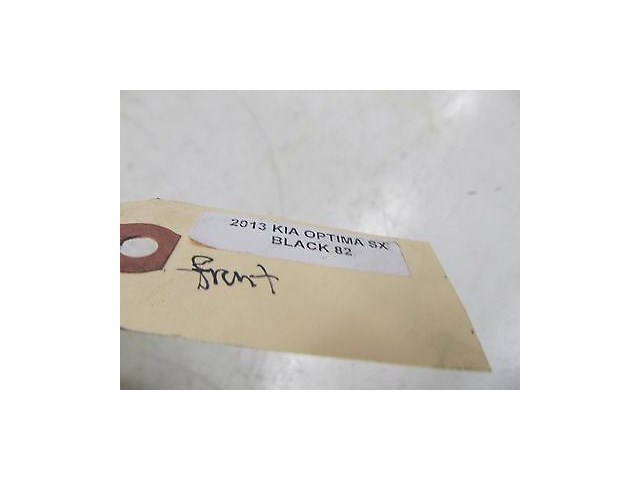 2013 KIA OPTIMA SX
BLACK 82
front